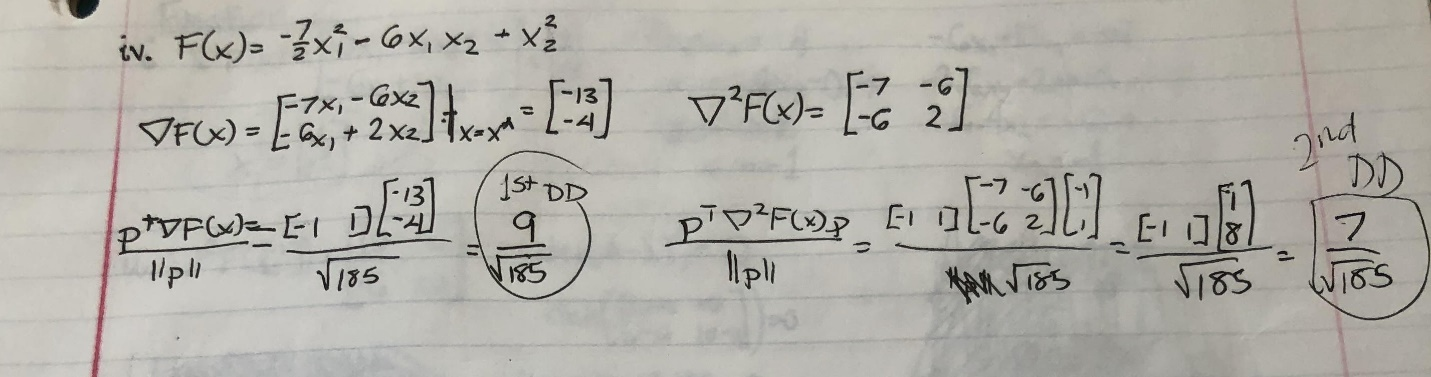 iv. F(x) = -7/2 x₁² - 6x₁x₂ + x₂²
∇F(x) = [-7x₁ - 6x₂; -6x₁ + 2x₂] |x=x* = [-13; -4]    ∇²F(x) = [-7 -6; -6 2]
pᵀ∇F(x)/||p|| = [-1 1][-13; -4]/√185 = 1st DD 9/√185    pᵀ∇²F(x)p/||p|| = [-1 1][-7 -6; -6 2][-1; 1]/√185 = [-1 1][1; 8]/√185 = 2nd DD 7/√185